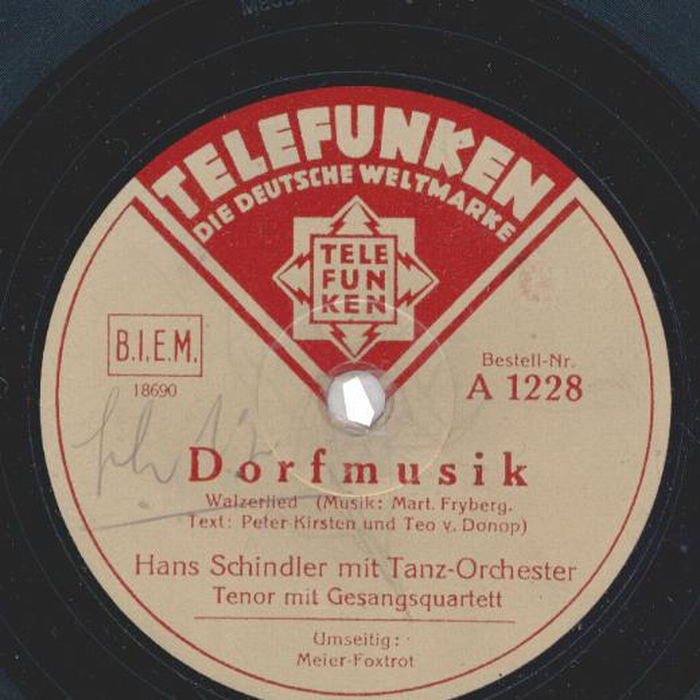 TELEFUNKEN
DIE DEUTSCHE WELTMARKE
TELE
FUN
KEN
B.I.E.M.
18690
Bestell-Nr.
A 1228
Dorfmusik
Walzerlied (Musik: Mart. Fryberg.
Text: Peter Kirsten und Teo v. Donop)
Hans Schindler mit Tanz-Orchester
Tenor mit Gesangsquartett
Umseitig:
Meier-Foxtrot